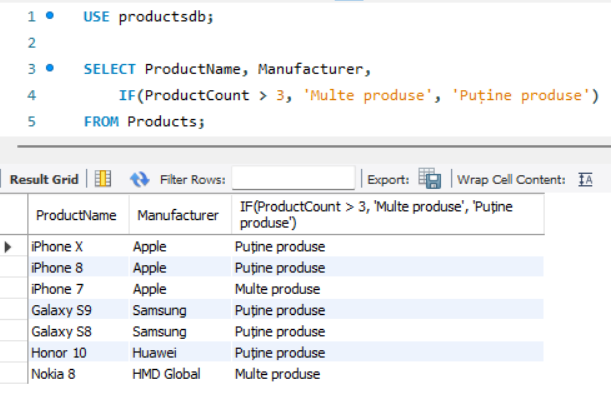 1 USE productsdb;
2
3 SELECT ProductName, Manufacturer,
4 IF(ProductCount > 3, 'Multe produse', 'Puține produse')
5 FROM Products;
Result Grid Filter Rows: Export: Wrap Cell Content:
ProductName Manufacturer IF(ProductCount > 3, 'Multe produse', 'Puține
produse')
iPhone X Apple Puține produse
iPhone 8 Apple Puține produse
iPhone 7 Apple Multe produse
Galaxy S9 Samsung Puține produse
Galaxy S8 Samsung Puține produse
Honor 10 Huawei Puține produse
Nokia 8 HMD Global Multe produse